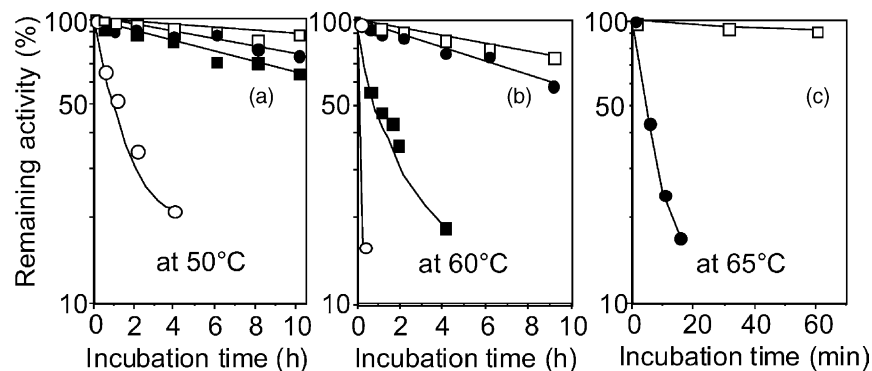 Remaining activity (%)
100
50
10
(a)
at 50°C
0 2 4 6 8 10
Incubation time (h)
100
50
10
(b)
at 60°C
0 2 4 6 8 10
Incubation time (h)
100
50
10
(c)
at 65°C
0 20 40 60
Incubation time (min)